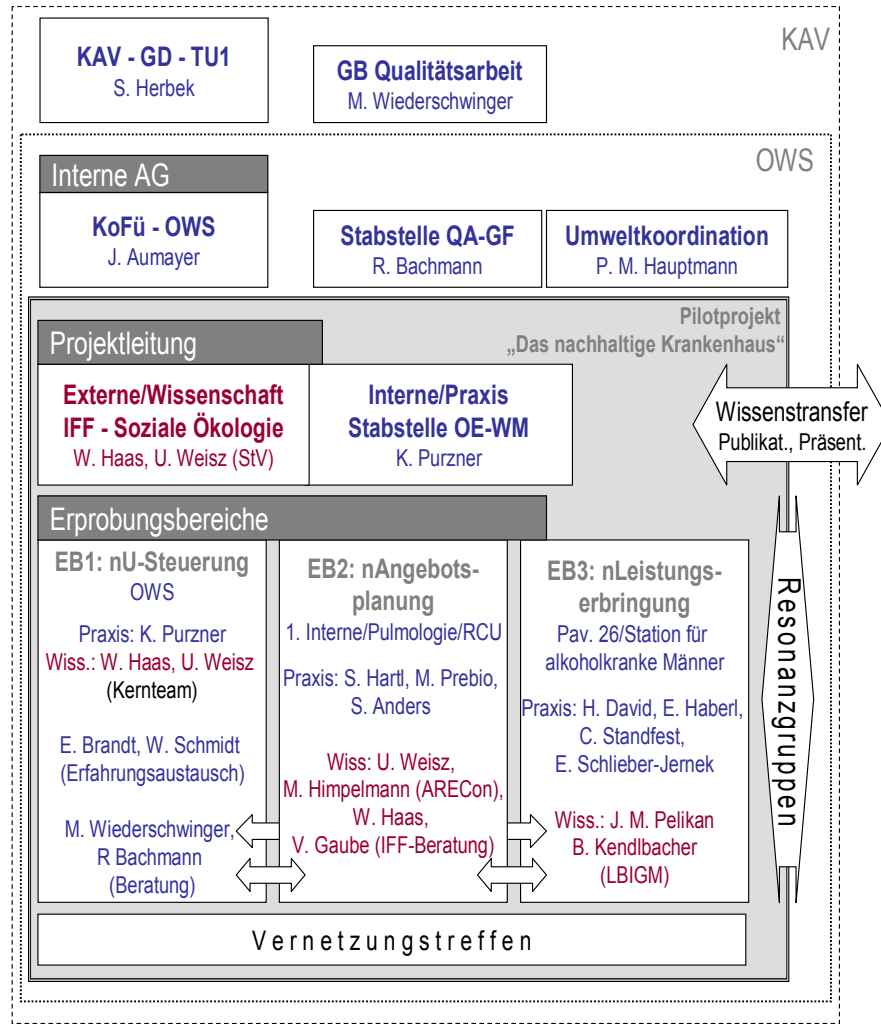 KAV
KAV - GD - TU1
S. Herbek
GB Qualitätsarbeit
M. Wiederschwinger
OWS
Interne AG
KoFü - OWS
J. Aumayer
Stabstelle QA-GF
R. Bachmann
Umweltkoordination
P. M. Hauptmann
Pilotprojekt
„Das nachhaltige Krankenhaus“
Projektleitung
Externe/Wissenschaft
IFF - Soziale Ökologie
W. Haas, U. Weisz (StV)
Interne/Praxis
Stabstelle OE-WM
K. Purzner
Wissenstransfer
Publikat., Präsent.
Erprobungsbereiche
EB1: nU-Steuerung
OWS
Praxis: K. Purzner
Wiss.: W. Haas, U. Weisz
(Kernteam)
E. Brandt, W. Schmidt
(Erfahrungsaustausch)
M. Wiederschwinger,
R Bachmann
(Beratung)
EB2: nAngebots-
planung
1. Interne/Pulmologie/RCU
Praxis: S. Hartl, M. Prebio,
S. Anders
Wiss: U. Weisz,
M. Himpelmann (ARECon),
W. Haas,
V. Gaube (IFF-Beratung)
EB3: nLeistungs-
erbringung
Pav. 26/Station für
alkoholkranke Männer
Praxis: H. David, E. Haberl,
C. Standfest,
E. Schlieber-Jernek
Wiss.: J. M. Pelikan
B. Kendlbacher
(LBIGM)
Resonanzgruppen
Vernetzungstreffen